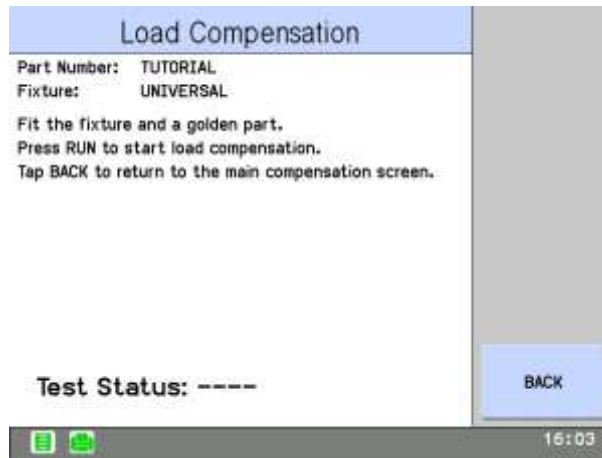 Load Compensation
Part Number: TUTORIAL
Fixture: UNIVERSAL
Fit the fixture and a golden part.
Press RUN to start load compensation.
Tap BACK to return to the main compensation screen.
Test Status: ----
BACK
16:03